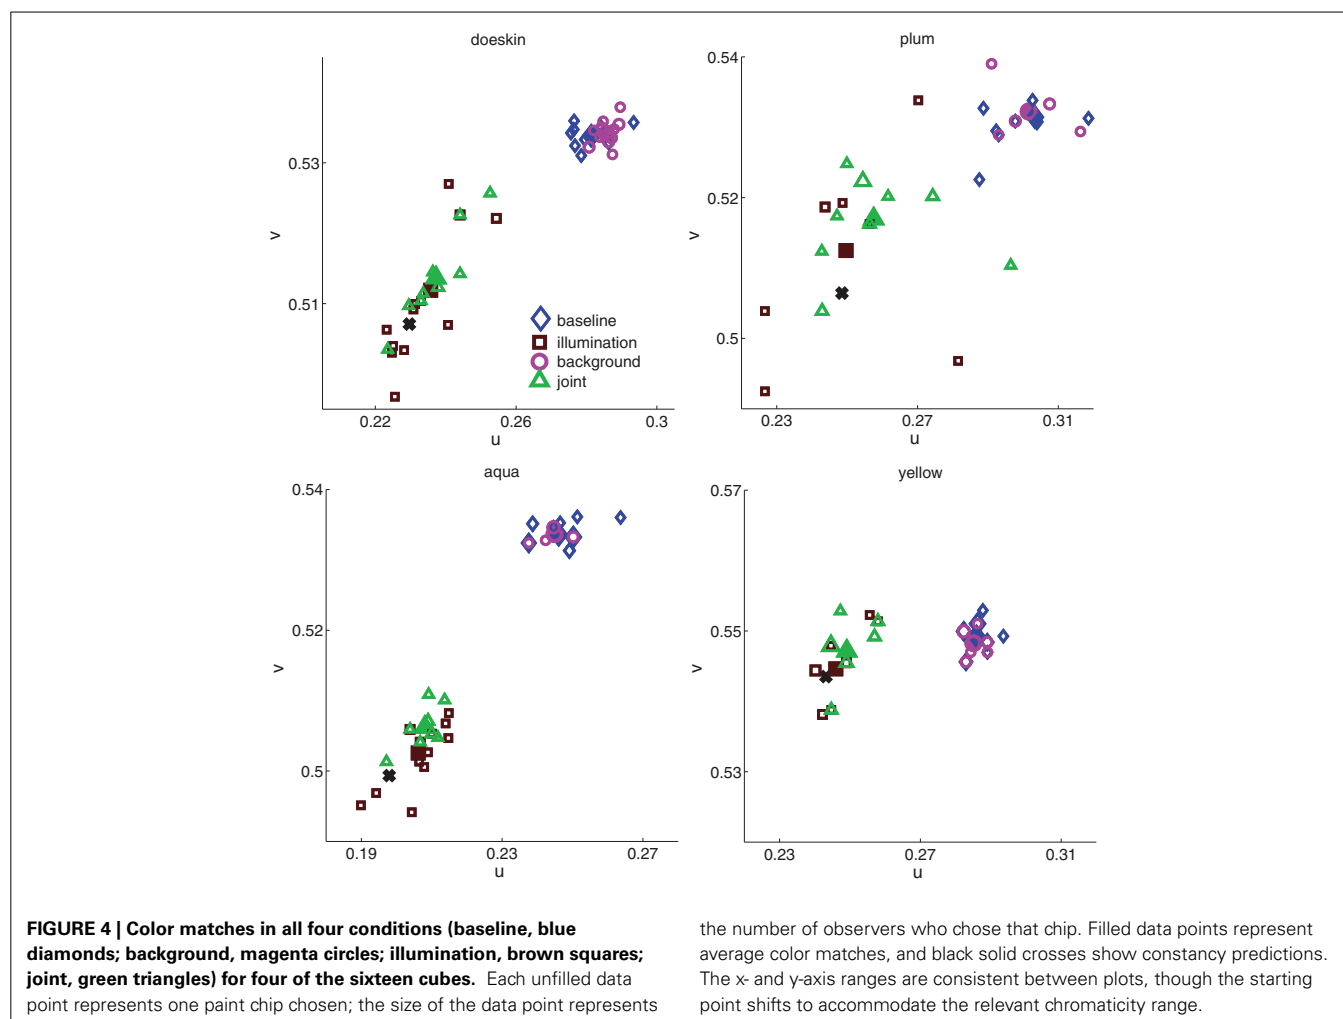 doeskin
0.53
0.51
v
0.22
0.26
0.3
u
baseline
illumination
background
joint
plum
0.54
0.52
0.5
v
0.23
0.27
0.31
u
aqua
0.54
0.52
0.5
v
0.19
0.23
0.27
u
yellow
0.57
0.55
0.53
v
0.23
0.27
0.31
u
FIGURE 4 | Color matches in all four conditions (baseline, blue
diamonds; background, magenta circles; illumination, brown squares;
joint, green triangles) for four of the sixteen cubes. Each unfilled data
point represents one paint chip chosen; the size of the data point represents
the number of observers who chose that chip. Filled data points represent
average color matches, and black solid crosses show constancy predictions.
The x- and y-axis ranges are consistent between plots, though the starting
point shifts to accommodate the relevant chromaticity range.